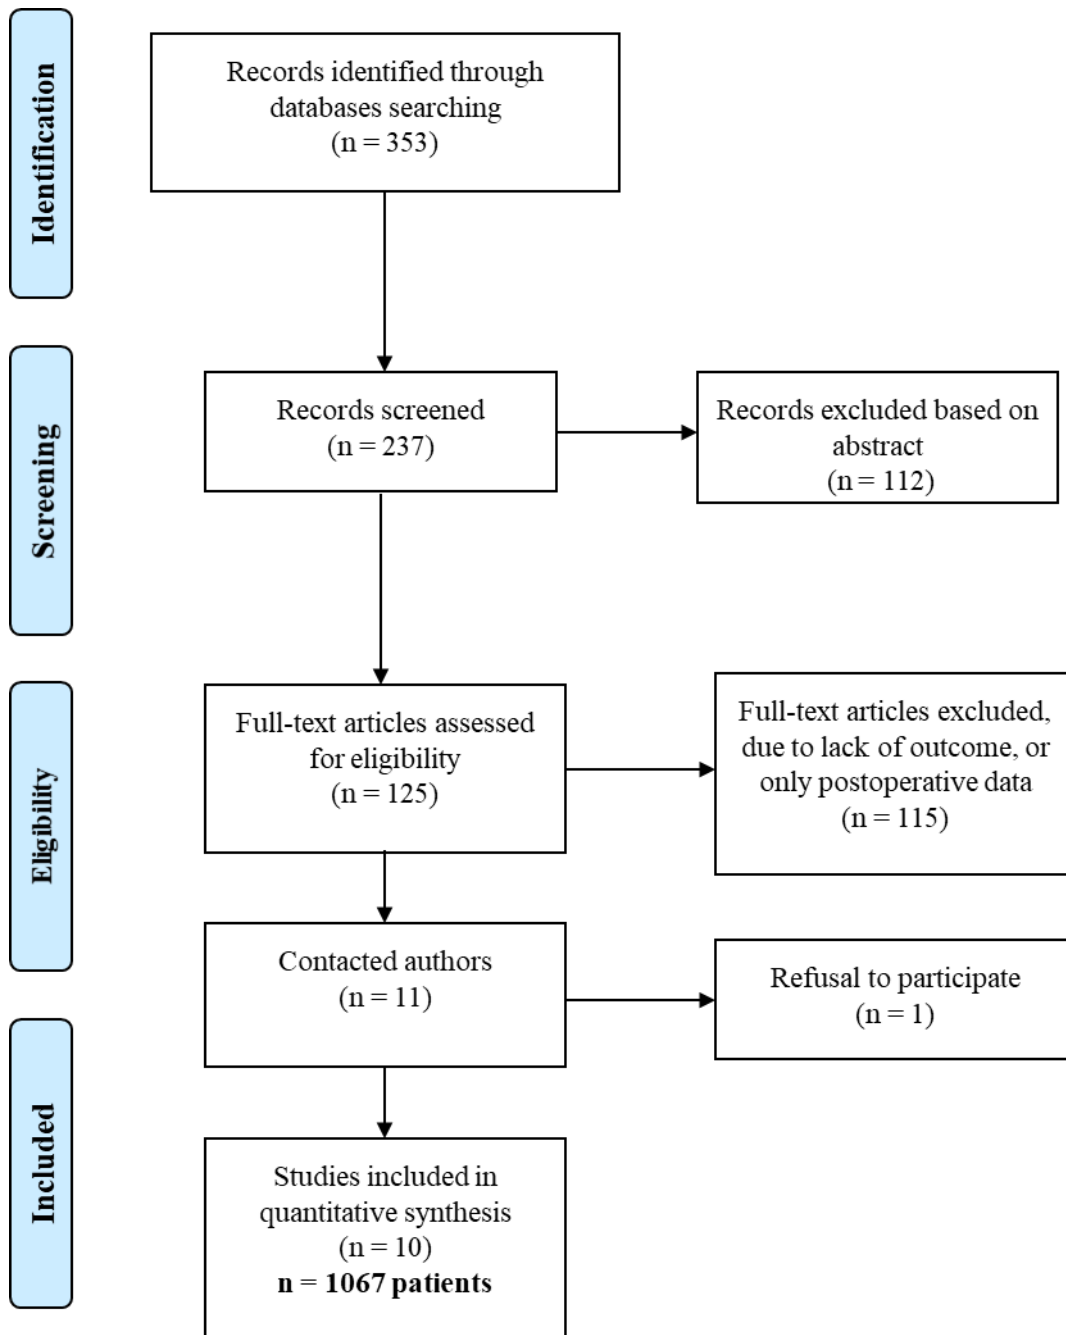 Identification
Records identified through
databases searching
(n = 353)
Screening
Records screened
(n = 237)
Records excluded based on
abstract
(n = 112)
Eligibility
Full-text articles assessed
for eligibility
(n = 125)
Full-text articles excluded,
due to lack of outcome, or
only postoperative data
(n = 115)
Contacted authors
(n = 11)
Refusal to participate
(n = 1)
Included
Studies included in
quantitative synthesis
(n = 10)
n = 1067 patients